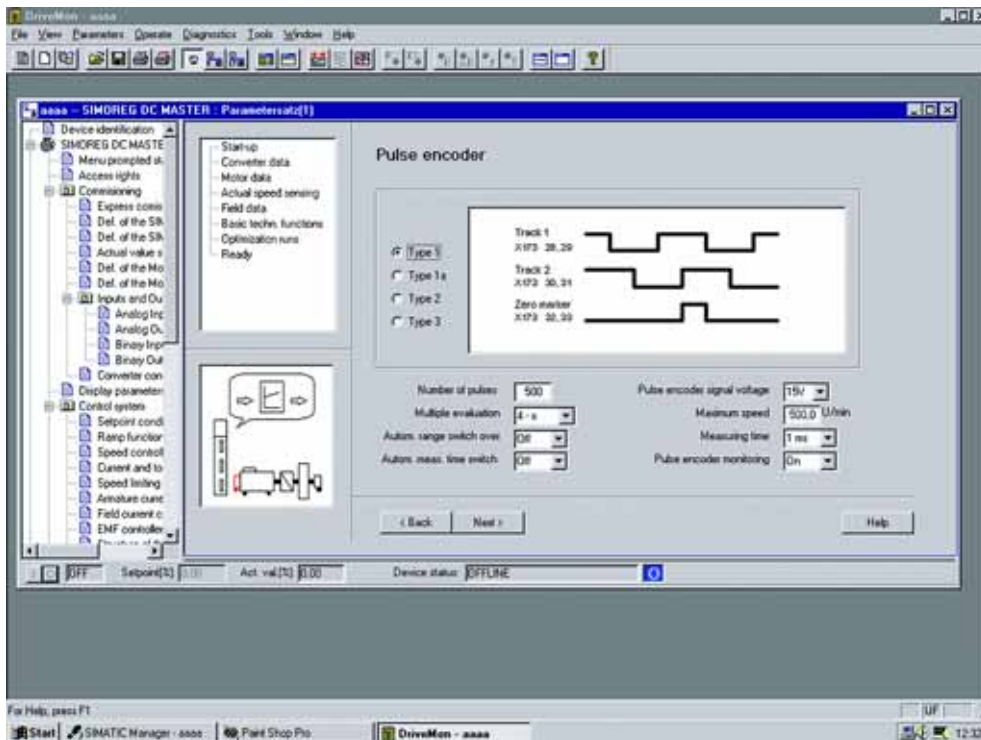 DriveMon - aaaa
File View Parameters Operate Diagnostics Tools Window Help
aaaa -- SIMOREG DC MASTER : Parametersatz[1]
Device identification
SIMOREG DC MASTE
Menu prompted sta
Access rights
Commisioning
Express comis
Def. of the SIM
Def. of the SIM
Actual value s
Def. of the Mo
Def. of the Mo
Inputs and Ou
Analog Inp
Analog Ou
Binary Inpu
Binary Out
Converter con
Display parameter
Control system
Setpoint condi
Ramp function
Speed control
Current and to
Speed limiting
Armature curre
Field current c
EMF controller
Start-up
Converter data
Motor data
Actual speed sensing
Field data
Basic techn. functions
Optimization runs
Ready
Pulse encoder
Type 1
Type 1a
Type 2
Type 3
Track 1
X173 28,29
Track 2
X173 30,31
Zero marker
X173 32,33
Number of pulses 500
Multiple evaluation 4 - x
Autom. range switch over Off
Autom. meas. time switch Off
Pulse encoder signal voltage 15V
Maximum speed 500,0 U/min
Measuring time 1 ms
Pulse encoder monitoring On
< Back Next > Help
OFF Setpoint[%] 0.00 Act. val.[%] 0.00 Device status: OFFLINE
For Help, press F1 UF
Start SIMATIC Manager - aaaa Paint Shop Pro DriveMon - aaaa 12:32